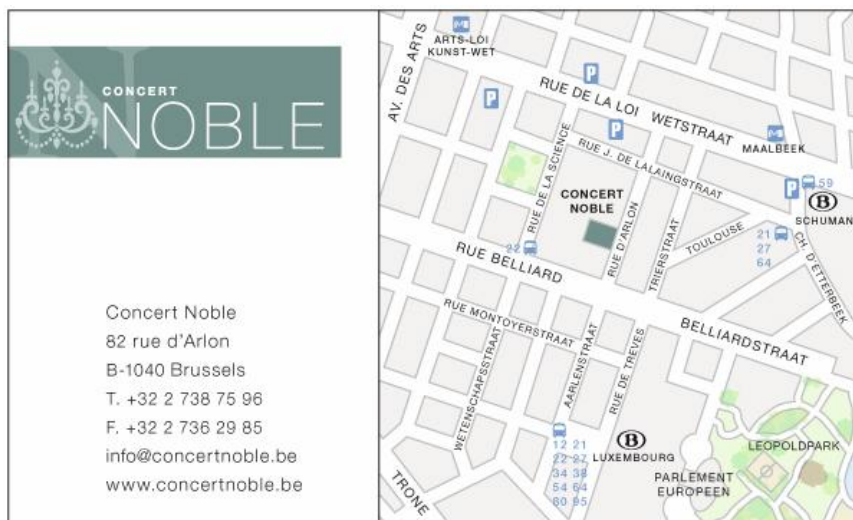 CONCERT
NOBLE
Concert Noble
82 rue d'Arlon
B-1040 Brussels
T. +32 2 738 75 96
F. +32 2 736 29 85
info@concertnoble.be
www.concertnoble.be
M
ARTS-LOI
KUNST-WET
AV. DES ARTS
P
P
RUE DE LA LOI WETSTRAAT
P
M
MAALBEEK
RUE J. DE LALAINGSTRAAT
RUE DE LA SCIENCE
CONCERT
NOBLE
P
59
B
SCHUMAN
TOULOUSE
21
27
64
CH. D'ETTERBEEK
22
RUE D'ARLON
TRIERSTRAAT
RUE BELLIARD
BELLIARDSTRAAT
RUE MONTOYERSTRAAT
WETENSCHAPSSTRAAT
AARLENSTRAAT
RUE DE TREVES
12 21
22 27
34 38
54 64
80 95
B
LUXEMBOURG
TRONE
PARLEMENT
EUROPEEN
LEOPOLDPARK